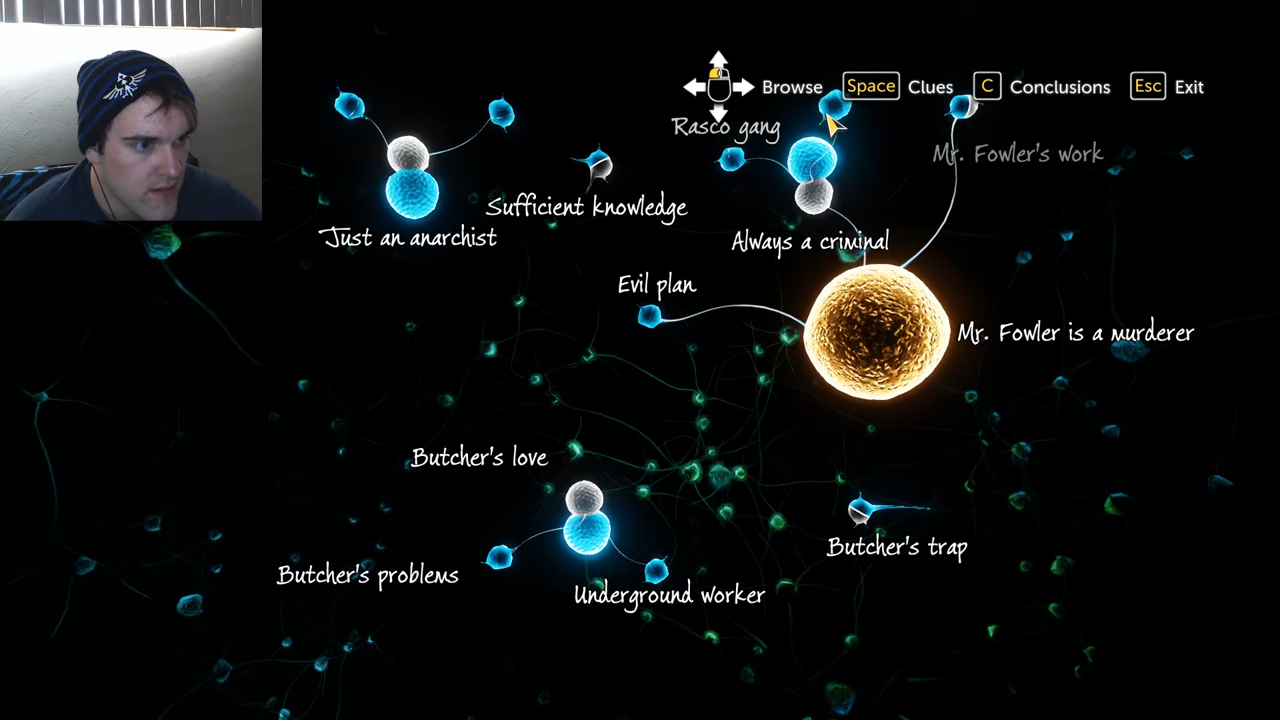 Browse
Space Clues
C Conclusions
Esc Exit
Rasco gang
Mr. Fowler's work
Sufficient knowledge
Just an anarchist
Always a criminal
Evil plan
Mr. Fowler is a murderer
Butcher's love
Butcher's trap
Butcher's problems
Underground worker